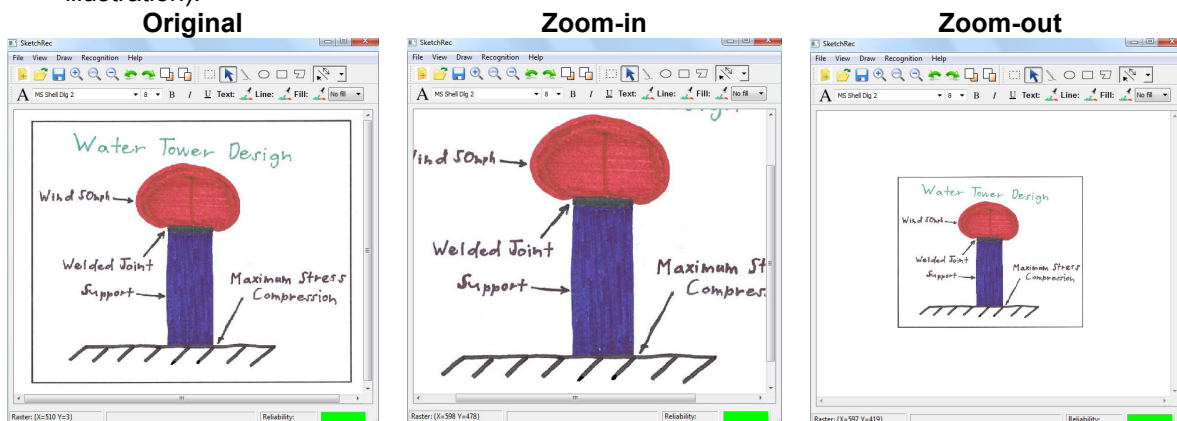 illustration).
Original Zoom-in Zoom-out
SketchRec
File View Draw Recognition Help
A MS Shell Dlg 2 8 B I U Text: Line: Fill: No fill
Water Tower Design
Wind 50mph
Welded Joint
Support
Maximum Stress
Compression
Raster: (X=510 Y=3) Reliability:
SketchRec
File View Draw Recognition Help
A MS Shell Dlg 2 8 B I U Text: Line: Fill: No fill
ind 50mph
Welded Joint
Support
Maximum St
Compres
Raster: (X=598 Y=478) Reliability:
SketchRec
File View Draw Recognition Help
A MS Shell Dlg 2 8 B I U Text: Line: Fill: No fill
Water Tower Design
Wind 50mph
Welded Joint
Support
Maximum Stress
Compression
Raster: (X=597 Y=419) Reliability: